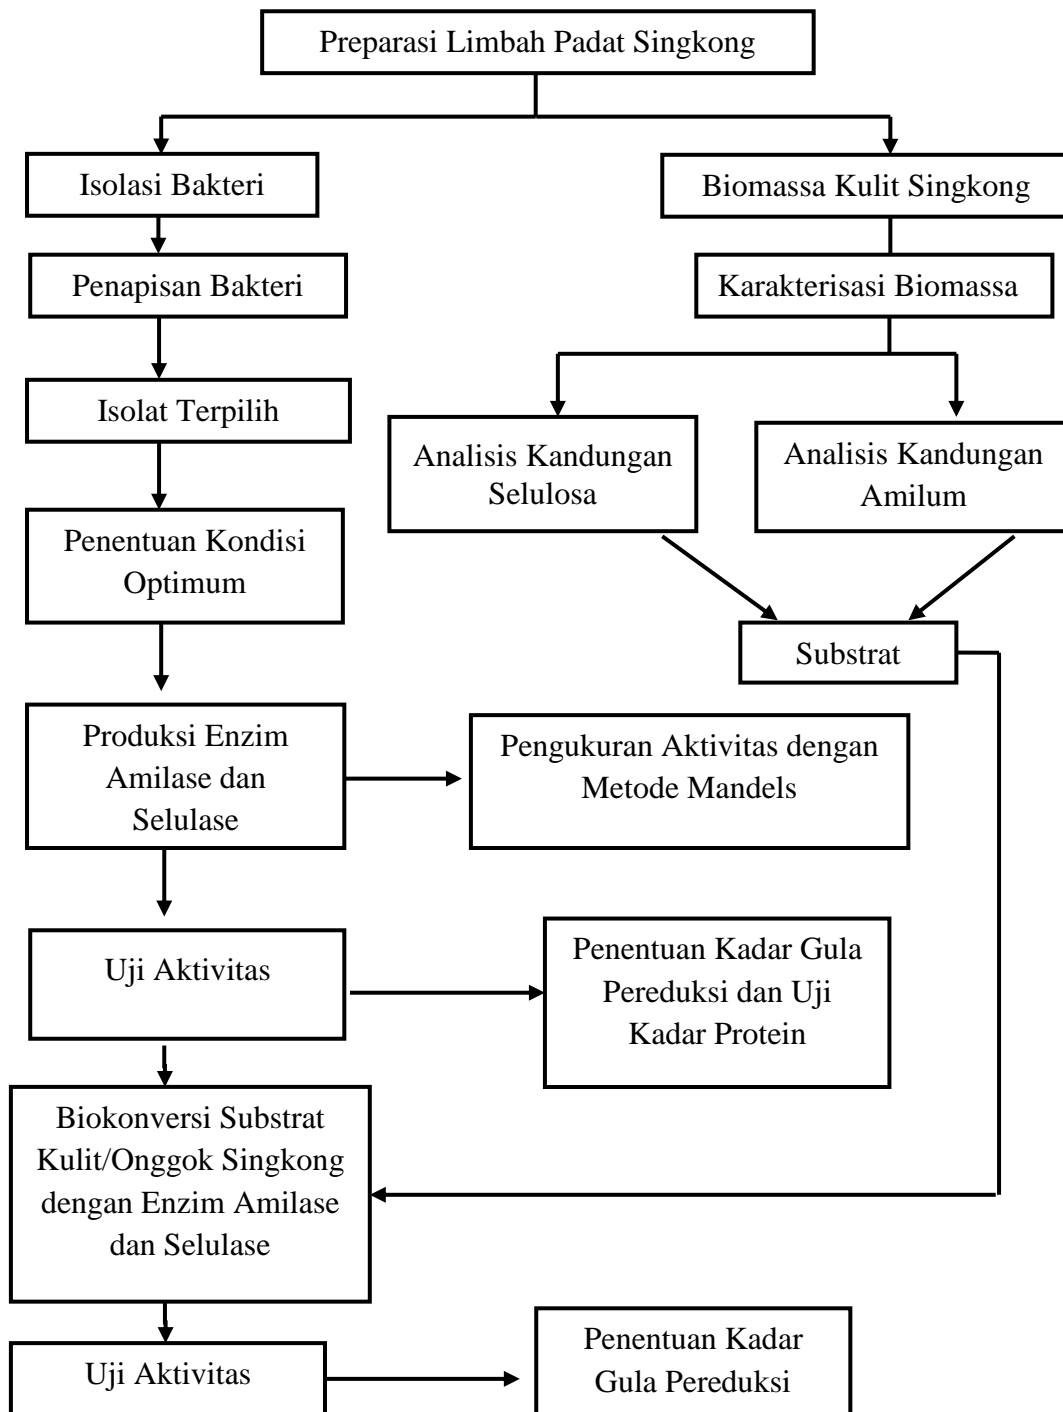 Preparasi Limbah Padat Singkong
Isolasi Bakteri
Biomassa Kulit Singkong
Penapisan Bakteri
Karakterisasi Biomassa
Isolat Terpilih
Analisis Kandungan
Selulosa
Analisis Kandungan
Amilum
Penentuan Kondisi
Optimum
Substrat
Produksi Enzim
Amilase dan
Selulase
Pengukuran Aktivitas dengan
Metode Mandels
Uji Aktivitas
Penentuan Kadar Gula
Pereduksi dan Uji
Kadar Protein
Biokonversi Substrat
Kulit/Onggok Singkong
dengan Enzim Amilase
dan Selulase
Uji Aktivitas
Penentuan Kadar
Gula Pereduksi